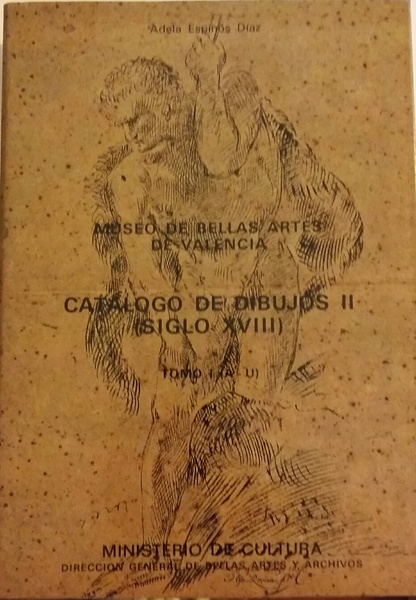 Adela Espinós Díaz
MUSEO DE BELLAS ARTES
DE VALENCIA
CATALOGO DE DIBUJOS II
(SIGLO XVIII)
TOMO I (A-U)
MINISTERIO DE CULTURA
DIRECCION GENERAL DE BELLAS ARTES Y ARCHIVOS